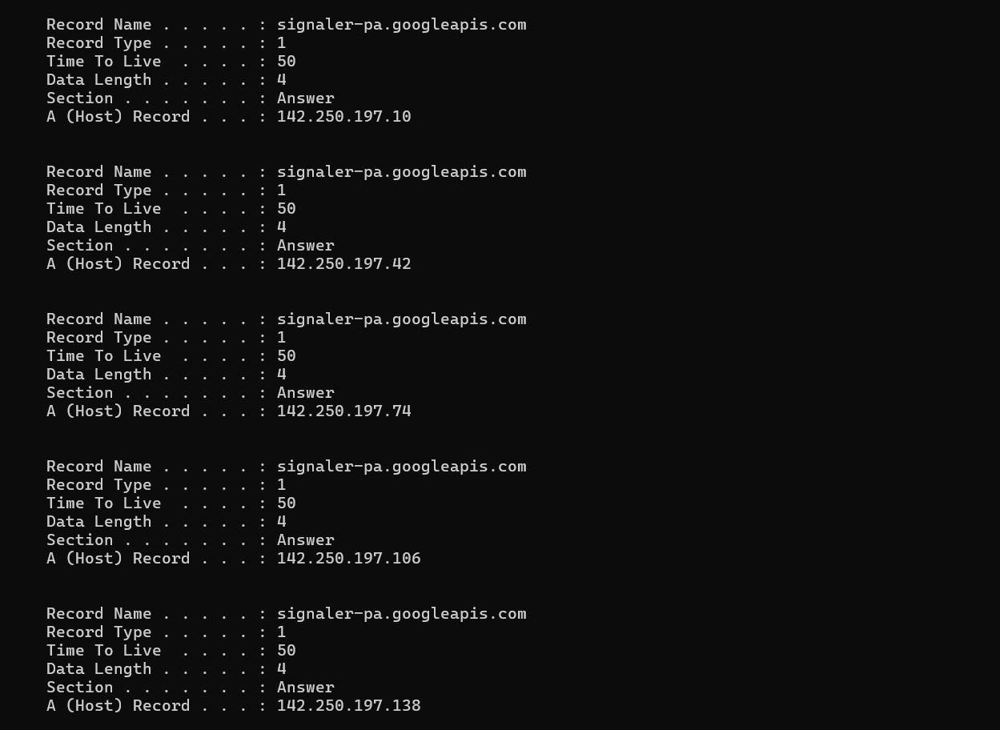 Record Name . . . . . : signaler-pa.googleapis.com
Record Type . . . . . : 1
Time To Live  . . . . : 50
Data Length . . . . . : 4
Section . . . . . . . : Answer
A (Host) Record . . . : 142.250.197.10
Record Name . . . . . : signaler-pa.googleapis.com
Record Type . . . . . : 1
Time To Live  . . . . : 50
Data Length . . . . . : 4
Section . . . . . . . : Answer
A (Host) Record . . . : 142.250.197.42
Record Name . . . . . : signaler-pa.googleapis.com
Record Type . . . . . : 1
Time To Live  . . . . : 50
Data Length . . . . . : 4
Section . . . . . . . : Answer
A (Host) Record . . . : 142.250.197.74
Record Name . . . . . : signaler-pa.googleapis.com
Record Type . . . . . : 1
Time To Live  . . . . : 50
Data Length . . . . . : 4
Section . . . . . . . : Answer
A (Host) Record . . . : 142.250.197.106
Record Name . . . . . : signaler-pa.googleapis.com
Record Type . . . . . : 1
Time To Live  . . . . : 50
Data Length . . . . . : 4
Section . . . . . . . : Answer
A (Host) Record . . . : 142.250.197.138